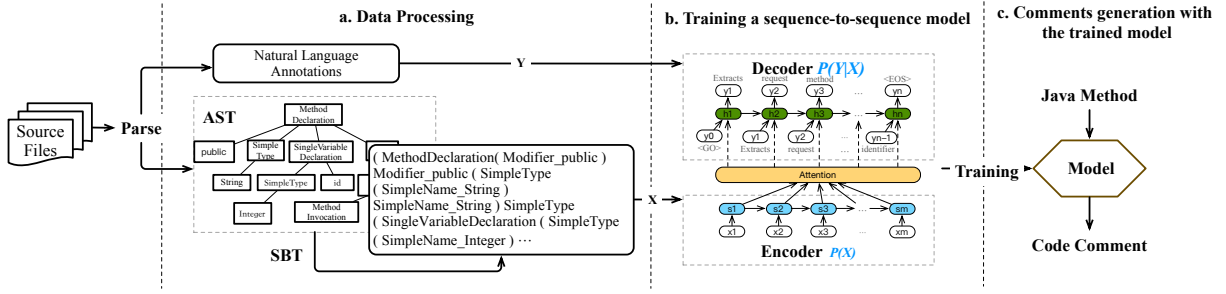 a. Data Processing
b. Training a sequence-to-sequence model
c. Comments generation with
the trained model
Source
Files
Parse
Natural Language
Annotations
Y
AST
Method
Declaration
public
Simple
Type
SingleVariable
Declaration
String
SimpleType
id
Integer
Method
Invocation
SBT
( MethodDeclaration( Modifier_public )
Modifier_public ( SimpleType
( SimpleName_String )
SimpleName_String ) SimpleType
( SingleVariableDeclaration ( SimpleType
( SimpleName_Integer ) ⋯
X
Decoder P(Y|X)
Extracts request method <EOS>
y1 y2 y3 ... yn
h1 h2 h3 ... hn
y0 y1 y2 ... yn-1
<GO> Extracts request ... identifier
Attention
s1 s2 s3 ... sm
x1 x2 x3 ... xm
Encoder P(X)
Training
Java Method
Model
Code Comment